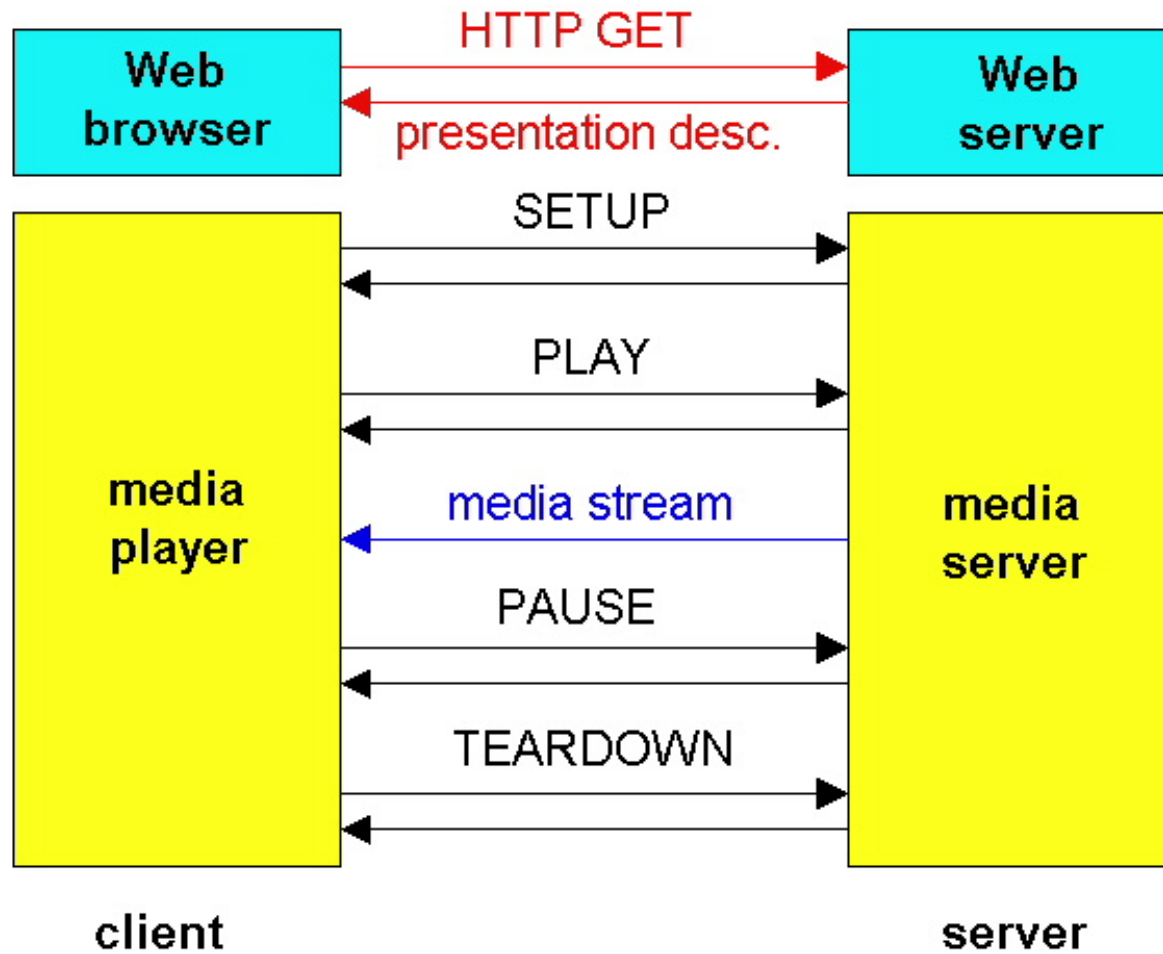 HTTP GET
Web
browser
Web
server
presentation desc.
SETUP
PLAY
media
player
media stream
media
server
PAUSE
TEARDOWN
client
server